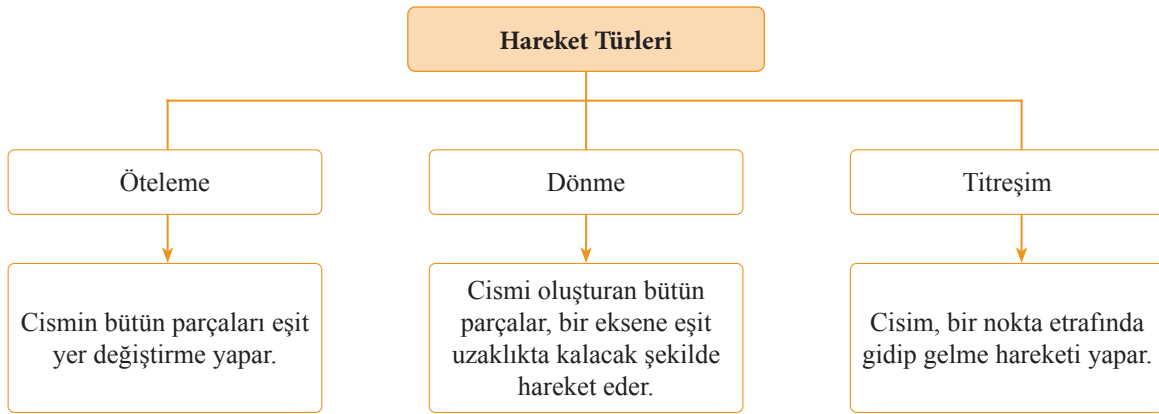 Hareket Türleri
Öteleme
Dönme
Titreşim
Cismin bütün parçaları eşit
yer değiştirme yapar.
Cismi oluşturan bütün
parçalar, bir eksene eşit
uzaklıkta kalacak şekilde
hareket eder.
Cisim, bir nokta etrafında
gidip gelme hareketi yapar.